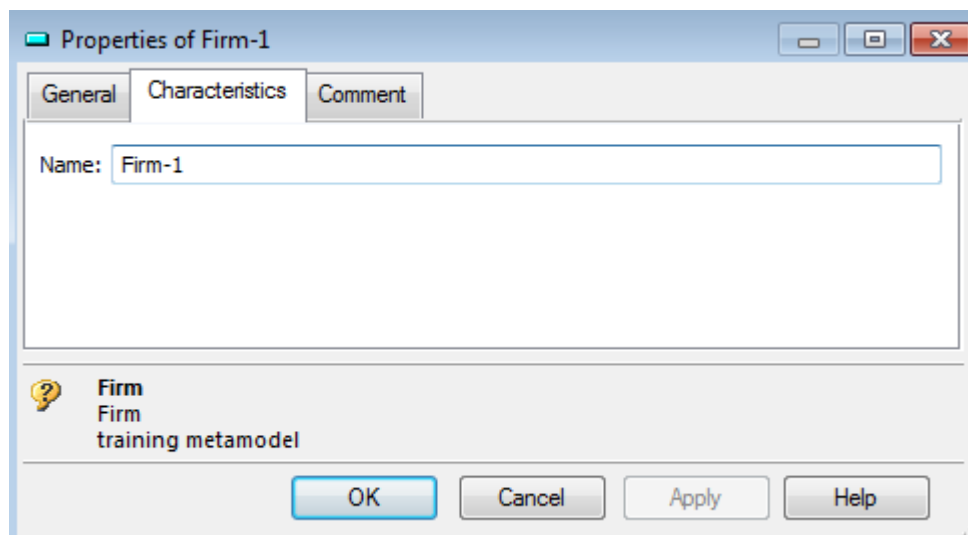 Properties of Firm-1
General Characteristics Comment
Name: Firm-1
Firm
Firm
training metamodel
OK Cancel Apply Help